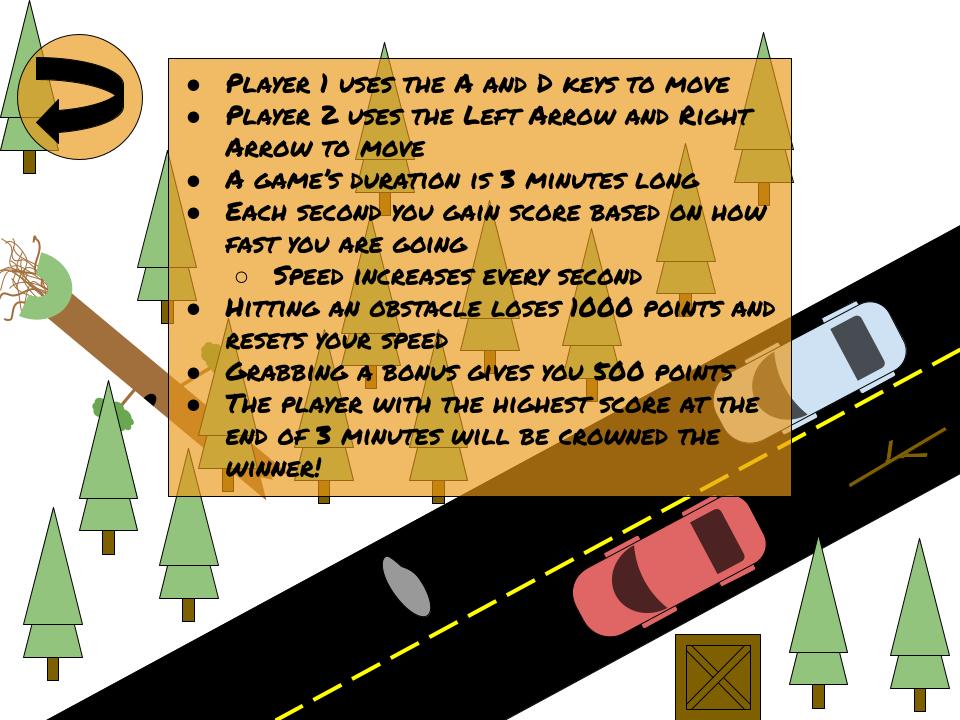 ● Player 1 uses the A and D keys to move
● Player 2 uses the Left Arrow and Right
Arrow to move
● A game's duration is 3 minutes long
● Each second you gain score based on how
fast you are going
○ Speed increases every second
● Hitting an obstacle loses 1000 points and
resets your speed
● Grabbing a bonus gives you 500 points
● The player with the highest score at the
end of 3 minutes will be crowned the
winner!